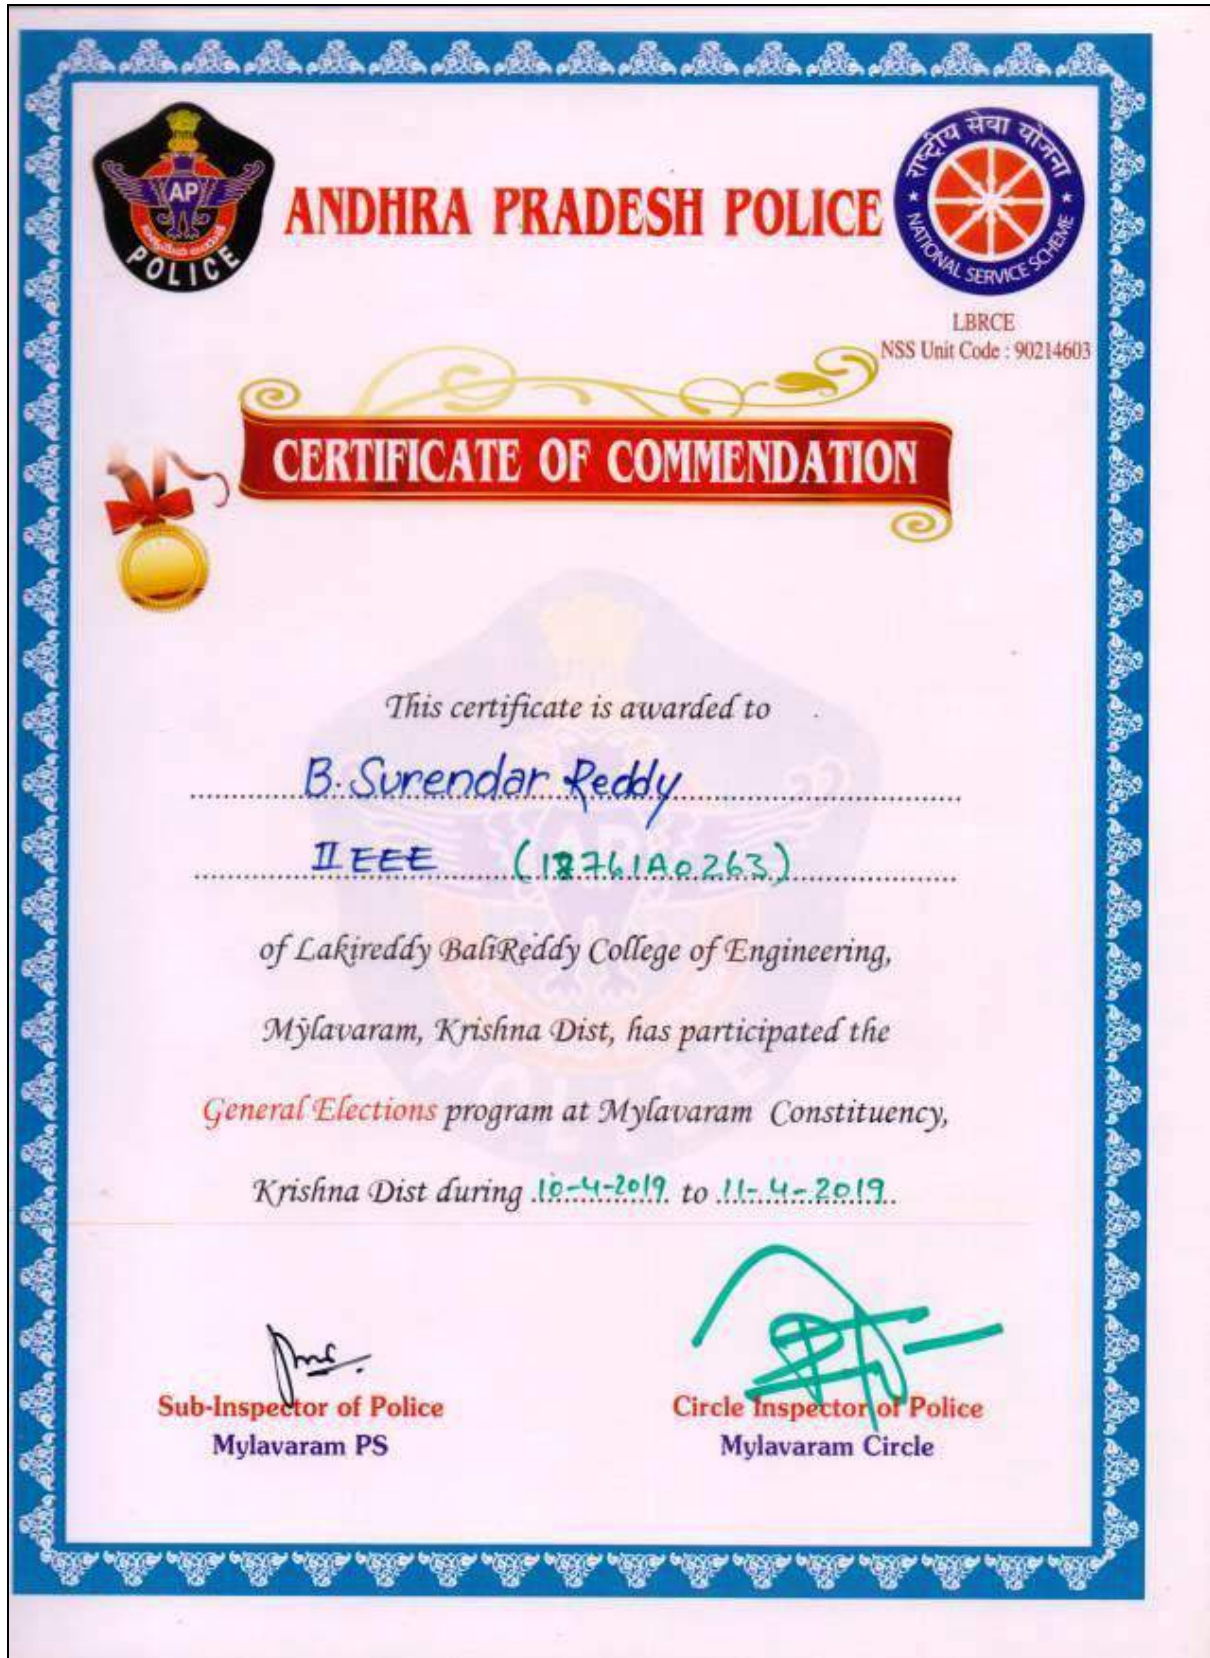 AP
POLICE
ANDHRA PRADESH POLICE
राष्ट्रीय सेवा योजना
NATIONAL SERVICE SCHEME
LBRCE
NSS Unit Code : 90214603
CERTIFICATE OF COMMENDATION
This certificate is awarded to
B. Surendar Reddy
II EEE (18761A0263)
of Lakireddy BaliReddy College of Engineering,
Mylavaram, Krishna Dist, has participated the
General Elections program at Mylavaram Constituency,
Krishna Dist during 10-4-2019 to 11-4-2019
Sub-Inspector of Police
Mylavaram PS
Circle Inspector of Police
Mylavaram Circle